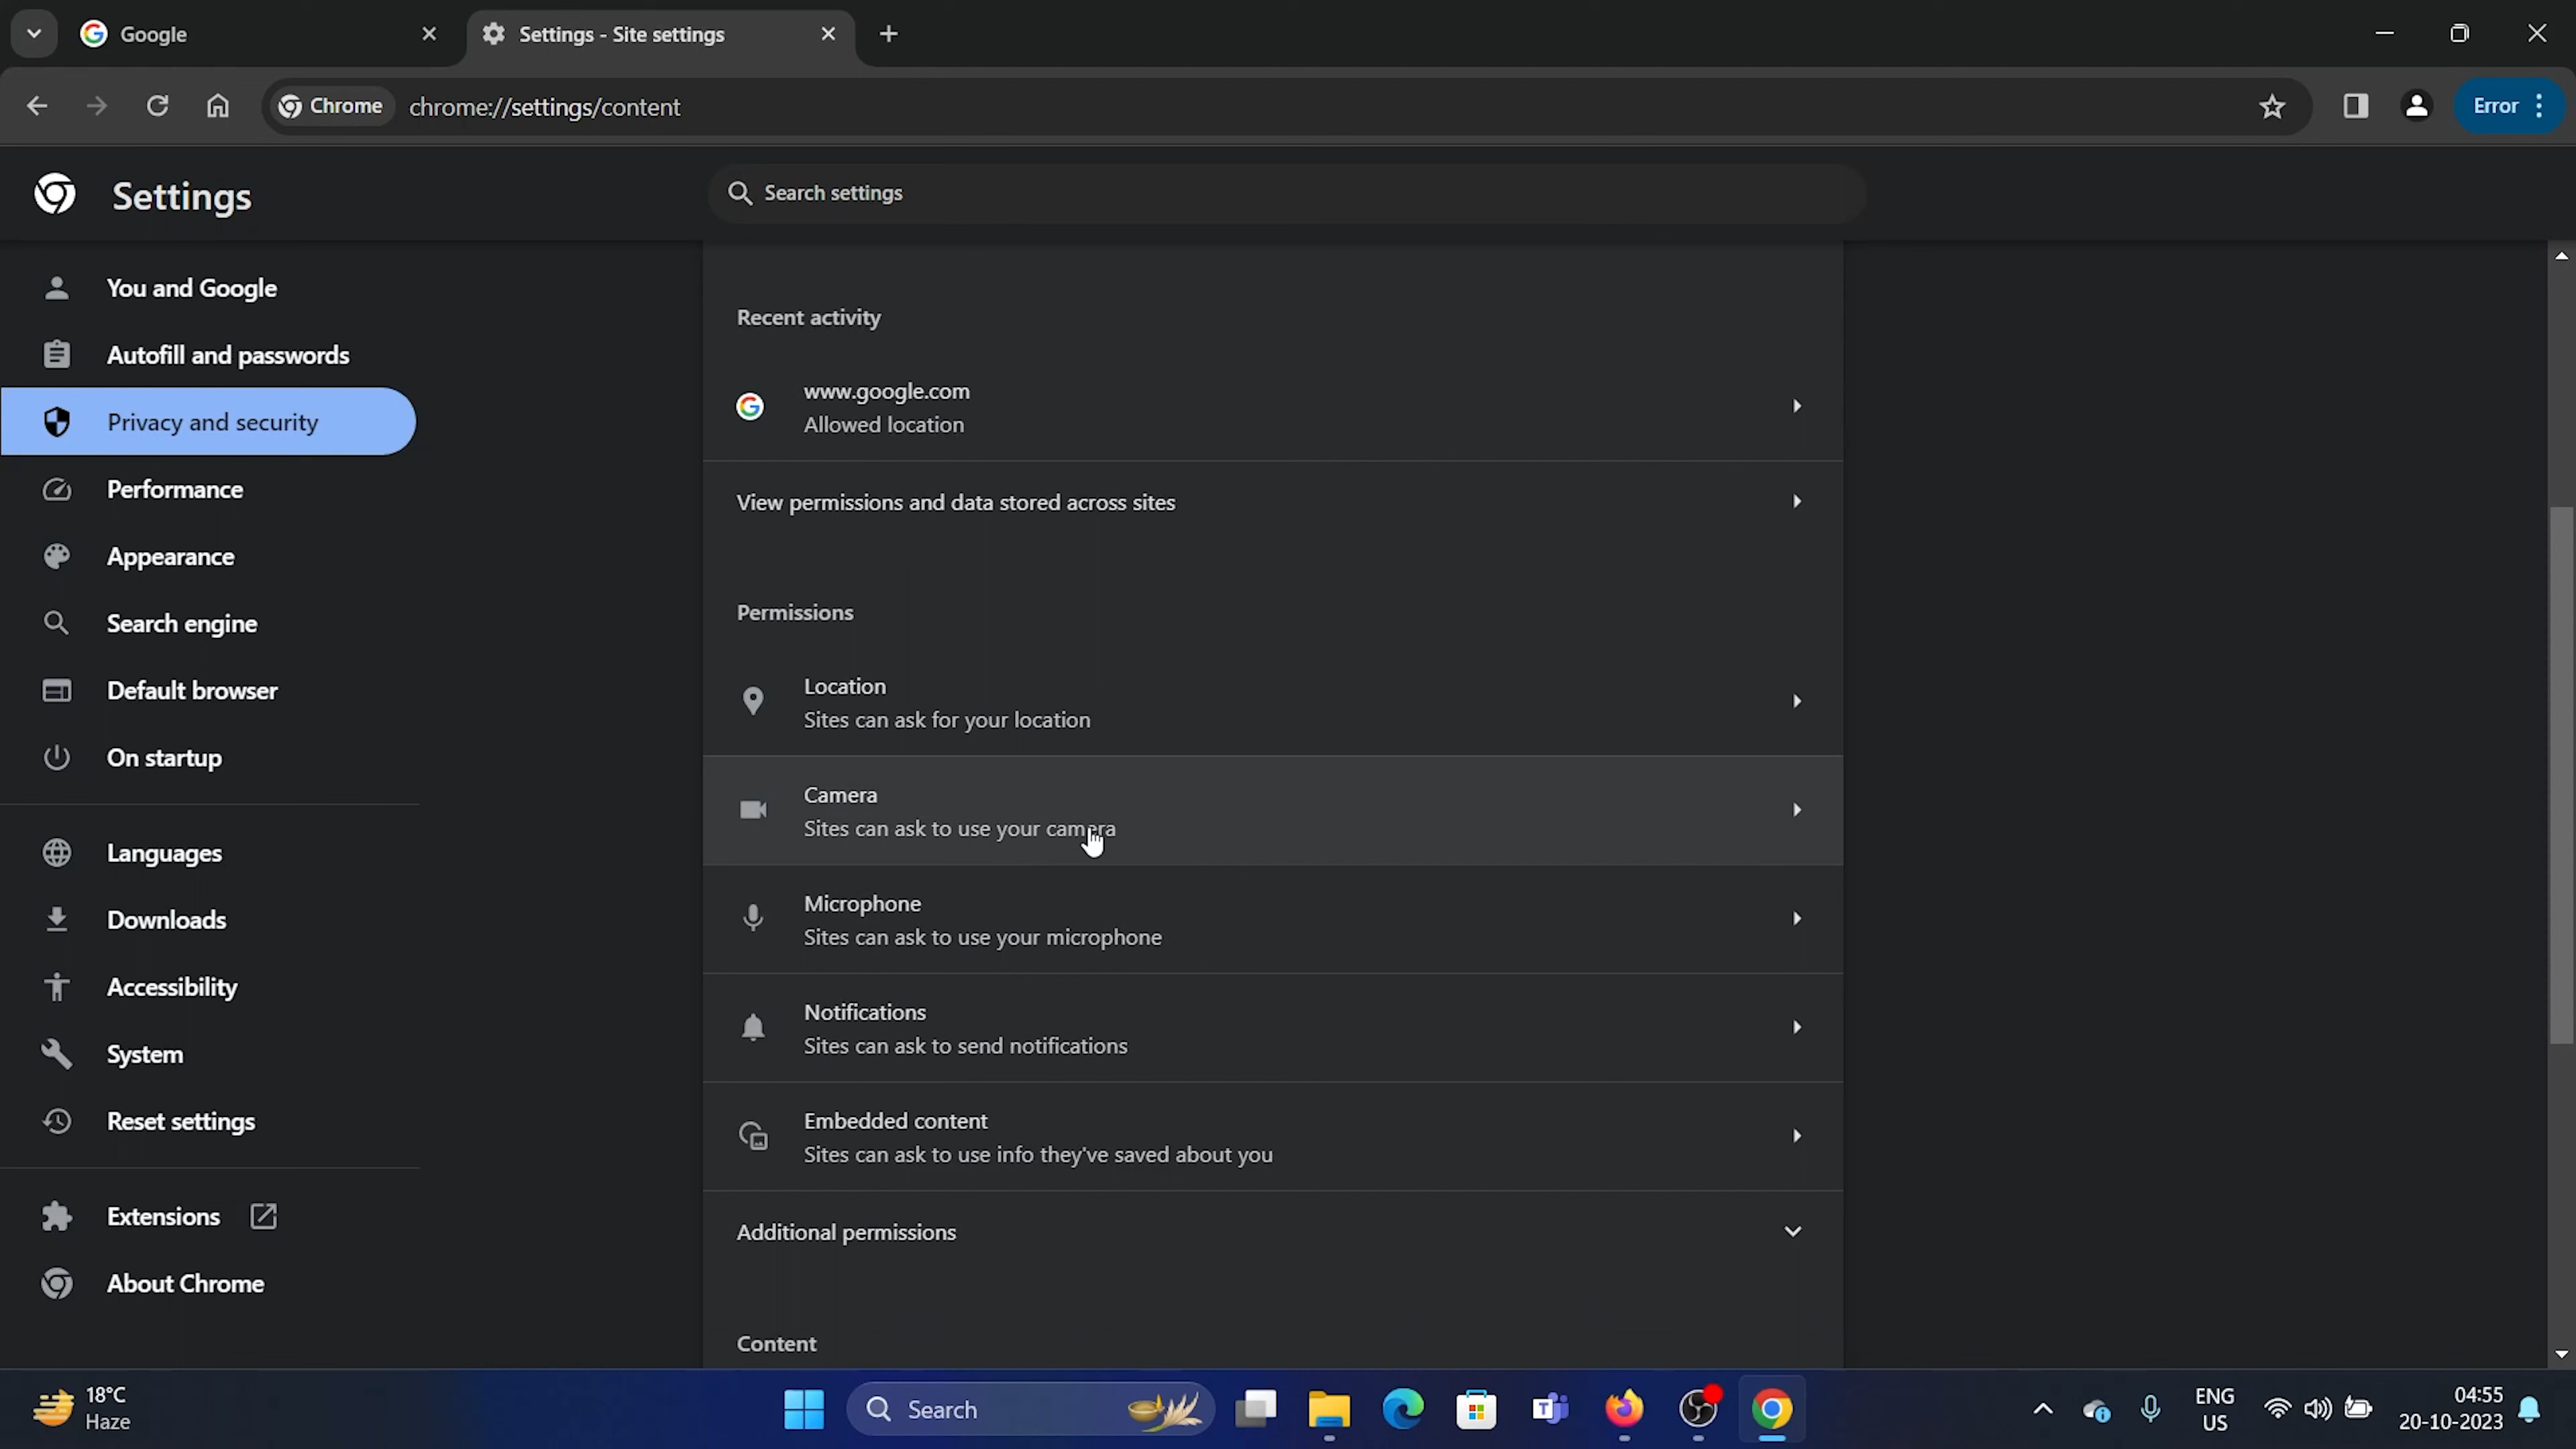 Google
Settings - Site settings
Chrome
chrome://settings/content
Error
Settings
Search settings
You and Google
Autofill and passwords
Privacy and security
Performance
Appearance
Search engine
Default browser
On startup
Languages
Downloads
Accessibility
System
Reset settings
Extensions
About Chrome
Recent activity
www.google.com
Allowed location
View permissions and data stored across sites
Permissions
Location
Sites can ask for your location
Camera
Sites can ask to use your camera
Microphone
Sites can ask to use your microphone
Notifications
Sites can ask to send notifications
Embedded content
Sites can ask to use info they've saved about you
Additional permissions
Content
18°C
Haze
Search
ENG
US
04:55
20-10-2023